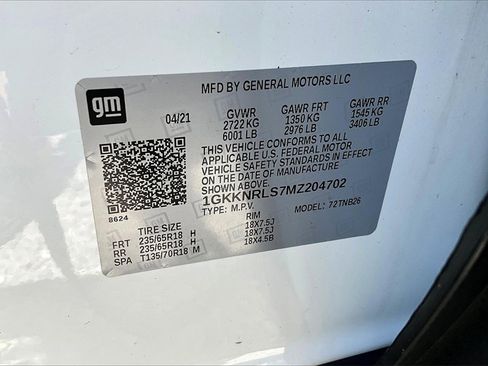 MFD BY GENERAL MOTORS LLC
gm
04/21 GVWR GAWR FRT GAWR RR
2722 KG 1350 KG 1545 KG
6001 LB 2976 LB 3406 LB
THIS VEHICLE CONFORMS TO ALL
APPLICABLE U.S. FEDERAL MOTOR
VEHICLE SAFETY STANDARDS IN EFFECT
ON THE DATE OF MANUFACTURE
SHOWN ABOVE.
1GKKNRLS7MZ204702
8624
TYPE: M.P.V. MODEL: 72TNB26
TIRE SIZE RIM
FRT 235/65R18 H 18X7.5J
RR 235/65R18 H 18X7.5J
SPA T135/70R18 M 18X4.5B